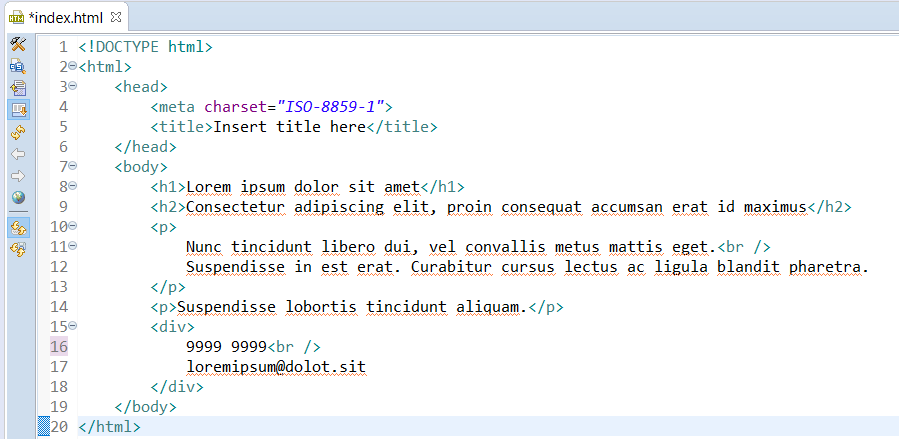 *index.html
1 <!DOCTYPE html>
2 <html>
3     <head>
4         <meta charset="ISO-8859-1">
5         <title>Insert title here</title>
6     </head>
7     <body>
8         <h1>Lorem ipsum dolor sit amet</h1>
9         <h2>Consectetur adipiscing elit, proin consequat accumsan erat id maximus</h2>
10         <p>
11             Nunc tincidunt libero dui, vel convallis metus mattis eget.<br />
12             Suspendisse in est erat. Curabitur cursus lectus ac ligula blandit pharetra.
13         </p>
14         <p>Suspendisse lobortis tincidunt aliquam.</p>
15         <div>
16             9999 9999<br />
17             loremipsum@dolot.sit
18         </div>
19     </body>
20 </html>